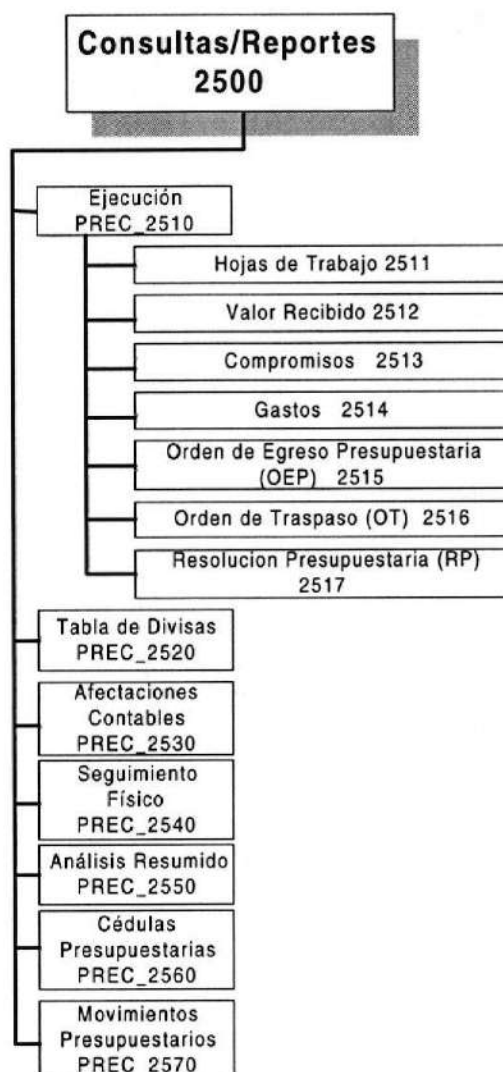 Consultas/Reportes
2500
Ejecución
PREC_2510
Hojas de Trabajo 2511
Valor Recibido 2512
Compromisos 2513
Gastos 2514
Orden de Egreso Presupuestaria
(OEP) 2515
Orden de Traspaso (OT) 2516
Resolucion Presupuestaria (RP)
2517
Tabla de Divisas
PREC_2520
Afectaciones
Contables
PREC_2530
Seguimiento
Físico
PREC_2540
Análisis Resumido
PREC_2550
Cédulas
Presupuestarias
PREC_2560
Movimientos
Presupuestarios
PREC_2570